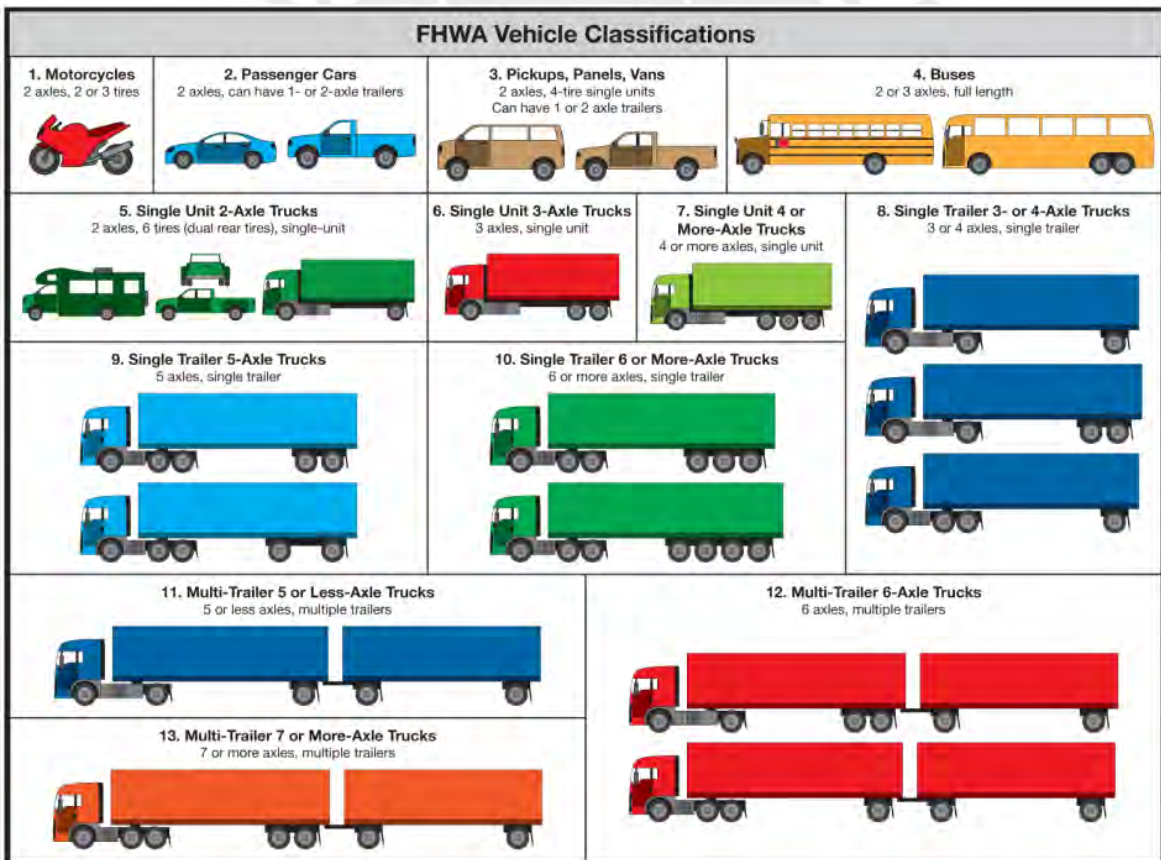 FHWA Vehicle Classifications
1. Motorcycles
2 axles, 2 or 3 tires
2. Passenger Cars
2 axles, can have 1- or 2-axle trailers
3. Pickups, Panels, Vans
2 axles, 4-tire single units
Can have 1 or 2 axle trailers
4. Buses
2 or 3 axles, full length
5. Single Unit 2-Axle Trucks
2 axles, 6 tires (dual rear tires), single-unit
6. Single Unit 3-Axle Trucks
3 axles, single unit
7. Single Unit 4 or
More-Axle Trucks
4 or more axles, single unit
8. Single Trailer 3- or 4-Axle Trucks
3 or 4 axles, single trailer
9. Single Trailer 5-Axle Trucks
5 axles, single trailer
10. Single Trailer 6 or More-Axle Trucks
6 or more axles, single trailer
11. Multi-Trailer 5 or Less-Axle Trucks
5 or less axles, multiple trailers
12. Multi-Trailer 6-Axle Trucks
6 axles, multiple trailers
13. Multi-Trailer 7 or More-Axle Trucks
7 or more axles, multiple trailers